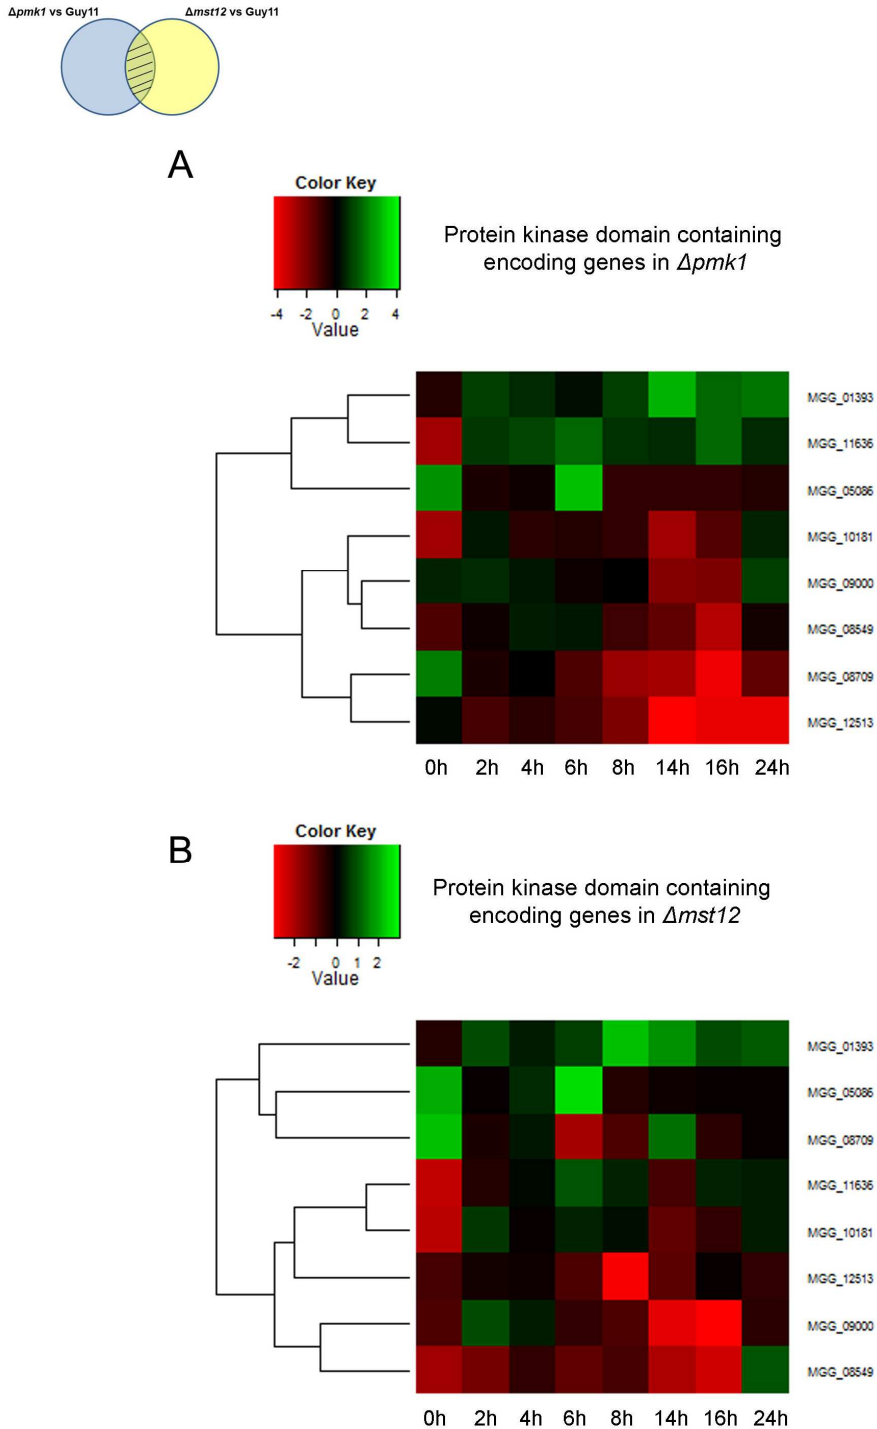 Δpmk1 vs Guy11
Δmst12 vs Guy11
A
Color Key
-4 -2 0 2 4
Value
Protein kinase domain containing
encoding genes in Δpmk1
MGG_01393
MGG_11636
MGG_05086
MGG_10181
MGG_09000
MGG_08549
MGG_08709
MGG_12513
0h 2h 4h 6h 8h 14h 16h 24h
B
Color Key
-2 0 1 2
Value
Protein kinase domain containing
encoding genes in Δmst12
MGG_01393
MGG_05086
MGG_08709
MGG_11636
MGG_10181
MGG_12513
MGG_09000
MGG_08549
0h 2h 4h 6h 8h 14h 16h 24h